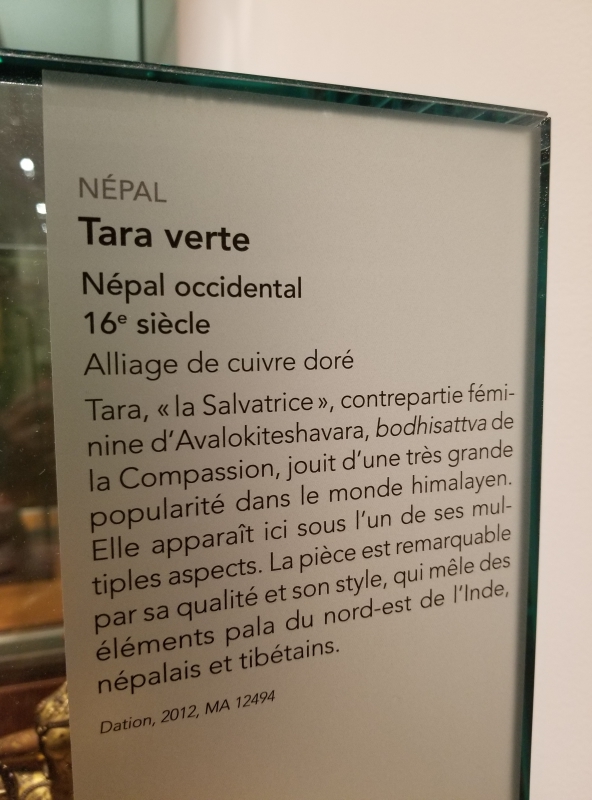 NÉPAL
Tara verte
Népal occidental
16e siècle
Alliage de cuivre doré
Tara, « la Salvatrice », contrepartie fémi-
nine d’Avalokiteshavara, bodhisattva de
la Compassion, jouit d’une très grande
popularité dans le monde himalayen.
Elle apparaît ici sous l’un de ses mul-
tiples aspects. La pièce est remarquable
par sa qualité et son style, qui mêle des
éléments pala du nord-est de l’Inde,
népalais et tibétains.
Dation, 2012, MA 12494